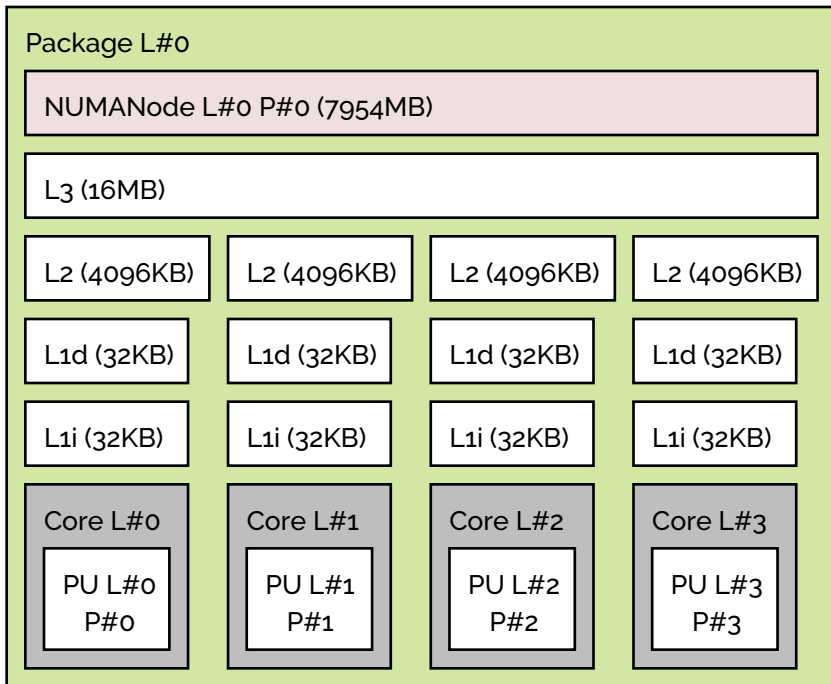 Package L#0
NUMANode L#0 P#0 (7954MB)
L3 (16MB)
L2 (4096KB) L2 (4096KB) L2 (4096KB) L2 (4096KB)
L1d (32KB) L1d (32KB) L1d (32KB) L1d (32KB)
L1i (32KB) L1i (32KB) L1i (32KB) L1i (32KB)
Core L#0 Core L#1 Core L#2 Core L#3
PU L#0 PU L#1 PU L#2 PU L#3
P#0 P#1 P#2 P#3